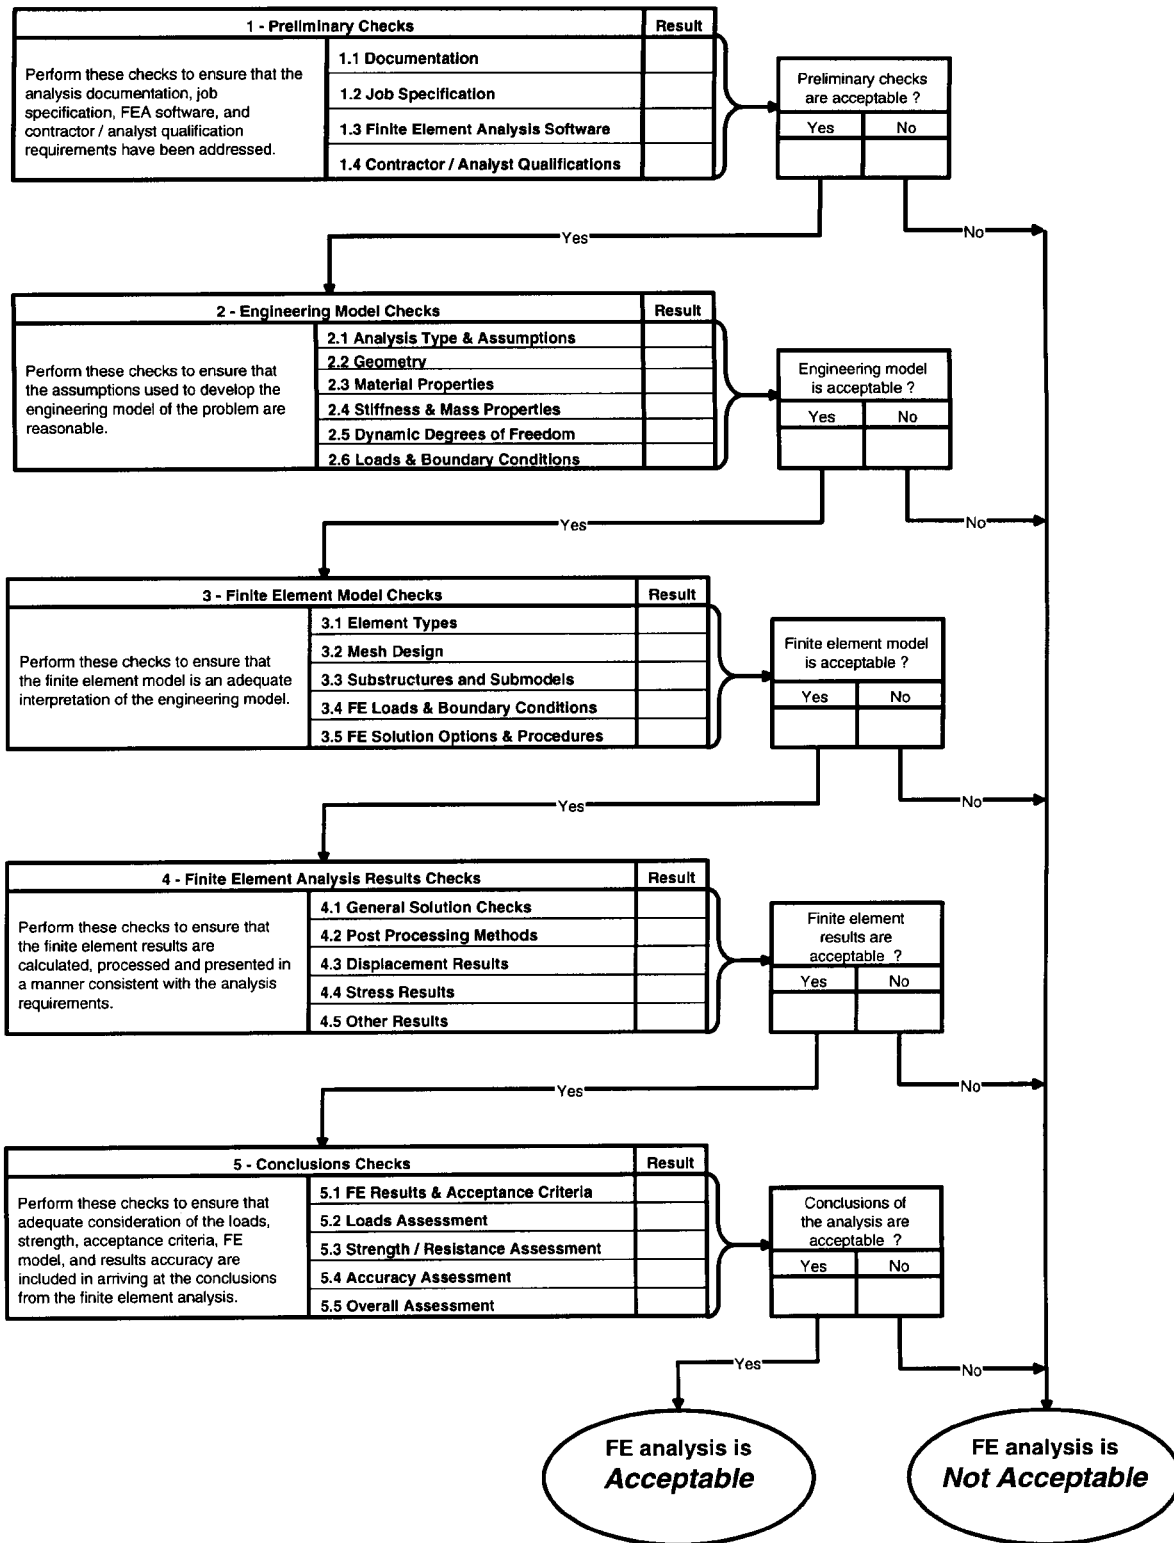 1 - Preliminary Checks
Result
Perform these checks to ensure that the
analysis documentation, job
specification, FEA software, and
contractor / analyst qualification
requirements have been addressed.
1.1 Documentation
1.2 Job Specification
1.3 Finite Element Analysis Software
1.4 Contractor / Analyst Qualifications
Preliminary checks
are acceptable ?
Yes
No
Yes
No
2 - Engineering Model Checks
Result
Perform these checks to ensure that
the assumptions used to develop the
engineering model of the problem are
reasonable.
2.1 Analysis Type & Assumptions
2.2 Geometry
2.3 Material Properties
2.4 Stiffness & Mass Properties
2.5 Dynamic Degrees of Freedom
2.6 Loads & Boundary Conditions
Engineering model
is acceptable ?
Yes
No
Yes
No
3 - Finite Element Model Checks
Result
Perform these checks to ensure that
the finite element model is an adequate
interpretation of the engineering model.
3.1 Element Types
3.2 Mesh Design
3.3 Substructures and Submodels
3.4 FE Loads & Boundary Conditions
3.5 FE Solution Options & Procedures
Finite element model
is acceptable ?
Yes
No
Yes
No
4 - Finite Element Analysis Results Checks
Result
Perform these checks to ensure that
the finite element results are
calculated, processed and presented in
a manner consistent with the analysis
requirements.
4.1 General Solution Checks
4.2 Post Processing Methods
4.3 Displacement Results
4.4 Stress Results
4.5 Other Results
Finite element
results are
acceptable ?
Yes
No
Yes
No
5 - Conclusions Checks
Result
Perform these checks to ensure that
adequate consideration of the loads,
strength, acceptance criteria, FE
model, and results accuracy are
included in arriving at the conclusions
from the finite element analysis.
5.1 FE Results & Acceptance Criteria
5.2 Loads Assessment
5.3 Strength / Resistance Assessment
5.4 Accuracy Assessment
5.5 Overall Assessment
Conclusions of
the analysis are
acceptable ?
Yes
No
Yes
No
FE analysis is
Acceptable
FE analysis is
Not Acceptable